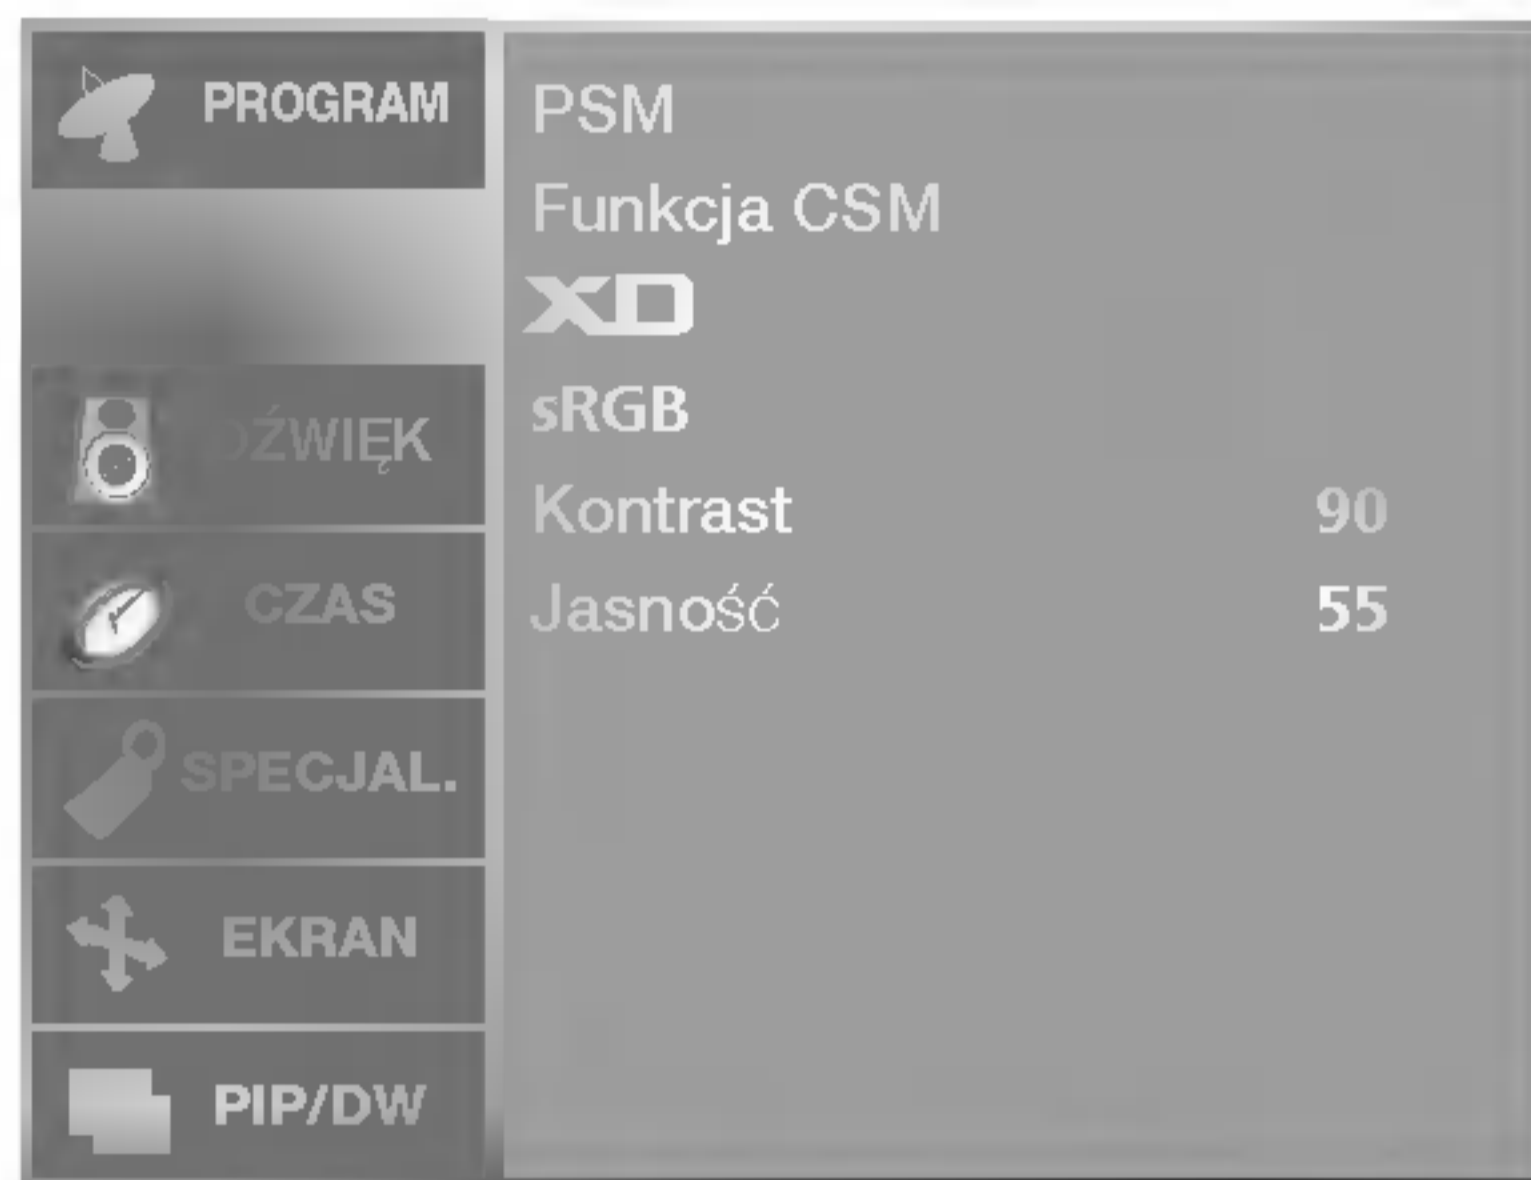 PROGRAM
DŹWIĘK
CZAS
SPECJAL.
EKRAN
PIP/DW
PSM
Funkcja CSM
XD
sRGB
Kontrast 90
Jasność 55